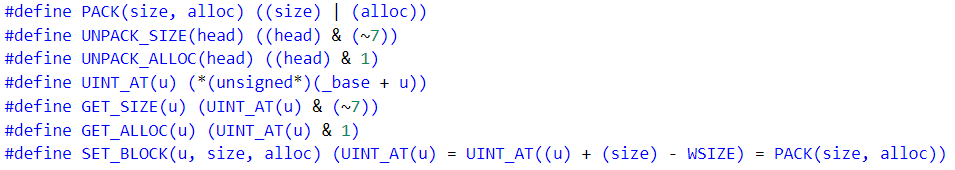 #define PACK(size, alloc) ((size) | (alloc))
#define UNPACK_SIZE(head) ((head) & (~7))
#define UNPACK_ALLOC(head) ((head) & 1)
#define UINT_AT(u) (*(unsigned*)(_base + u))
#define GET_SIZE(u) (UINT_AT(u) & (~7))
#define GET_ALLOC(u) (UINT_AT(u) & 1)
#define SET_BLOCK(u, size, alloc) (UINT_AT(u) = UINT_AT((u) + (size) - WSIZE) = PACK(size, alloc))